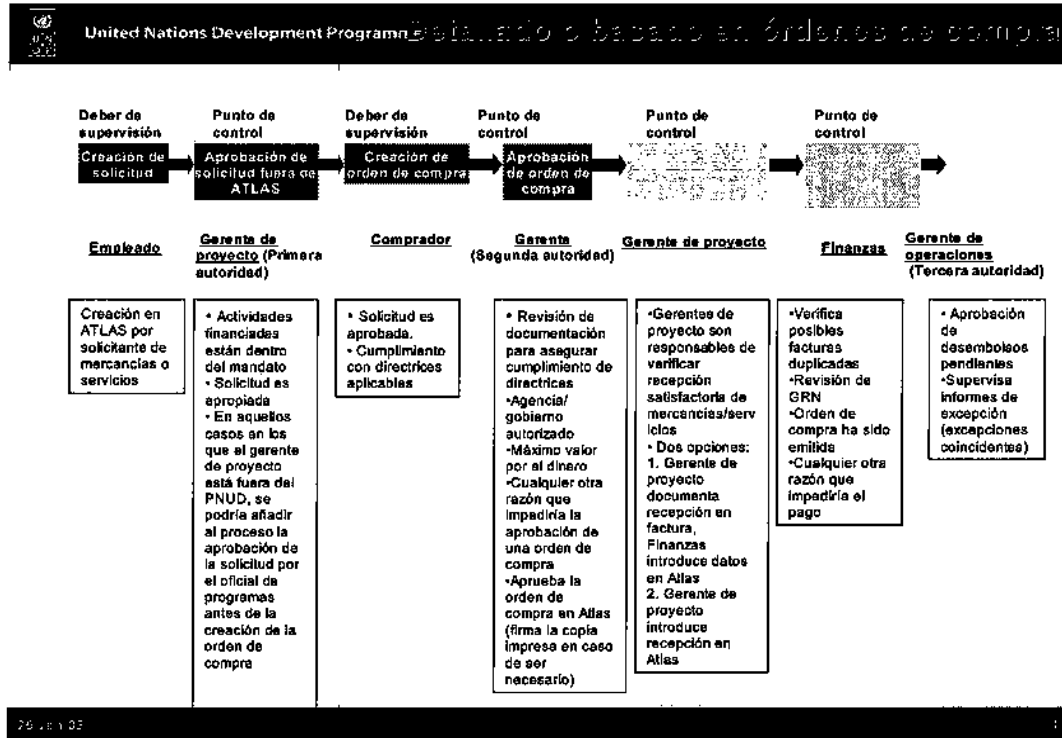 United Nations Development Programme
Detallado o basado en órdenes de compra
Deber de
supervisión
Punto de
control
Deber de
supervisión
Punto de
control
Punto de
control
Punto de
control
Creación de
solicitud
Aprobación de
solicitud fuera de
ATLAS
Creación de
orden de compra
Aprobación
de orden de
compra
Empleado
Gerente de
proyecto (Primera
autoridad)
Comprador
Gerente
(Segunda autoridad)
Gerente de proyecto
Finanzas
Gerente de
operaciones
(Tercera autoridad)
Creación en
ATLAS por
solicitante de
mercancías o
servicios
• Actividades
financiadas
están dentro
del mandato
• Solicitud es
apropiada
• En aquellos
casos en los
que el gerente
de proyecto
está fuera del
PNUD, se
podría añadir
al proceso la
aprobación de
la solicitud por
el oficial de
programas
antes de la
creación de la
orden de
compra
• Solicitud es
aprobada.
• Cumplimiento
con directrices
aplicables
• Revisión de
documentación
para asegurar
cumplimiento de
directrices
•Agencia/
gobierno
autorizado
•Máximo valor
por el dinero
•Cualquier otra
razón que
impediría la
aprobación de
una orden de
compra
•Aprueba la
orden de
compra en Atlas
(firma la copia
impresa en caso
de ser
necesario)
•Gerentes de
proyecto son
responsables de
verificar
recepción
satisfactoria de
mercancías/serv
icios
• Dos opciones:
1. Gerente de
proyecto
documenta
recepción en
factura,
Finanzas
introduce datos
en Atlas
2. Gerente de
proyecto
introduce
recepción en
Atlas
•Verifica
posibles
facturas
duplicadas
•Revisión de
GRN
•Orden de
compra ha sido
emitida
•Cualquier otra
razón que
impediría el
pago
• Aprobación
de
desembolsos
pendientes
•Supervisa
informes de
excepción
(excepciones
coincidentes)